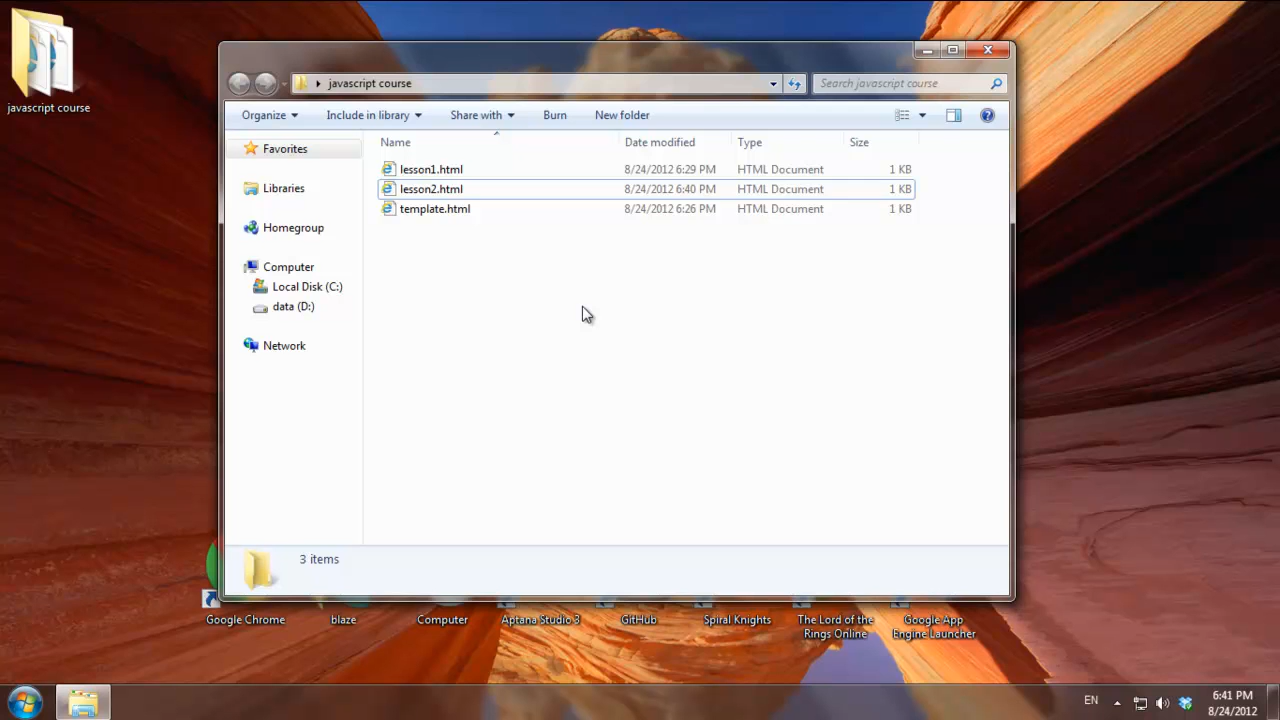 javascript course
javascript course
Search javascript course
Organize Include in library Share with Burn New folder
Name Date modified Type Size
Favorites
lesson1.html 8/24/2012 6:29 PM HTML Document 1 KB
lesson2.html 8/24/2012 6:40 PM HTML Document 1 KB
template.html 8/24/2012 6:26 PM HTML Document 1 KB
Libraries
Homegroup
Computer
Local Disk (C:)
data (D:)
Network
3 items
Google Chrome
blaze
Computer
Aptana Studio 3
GitHub
Spiral Knights
The Lord of the
Rings Online
Google App
Engine Launcher
EN
6:41 PM
8/24/2012